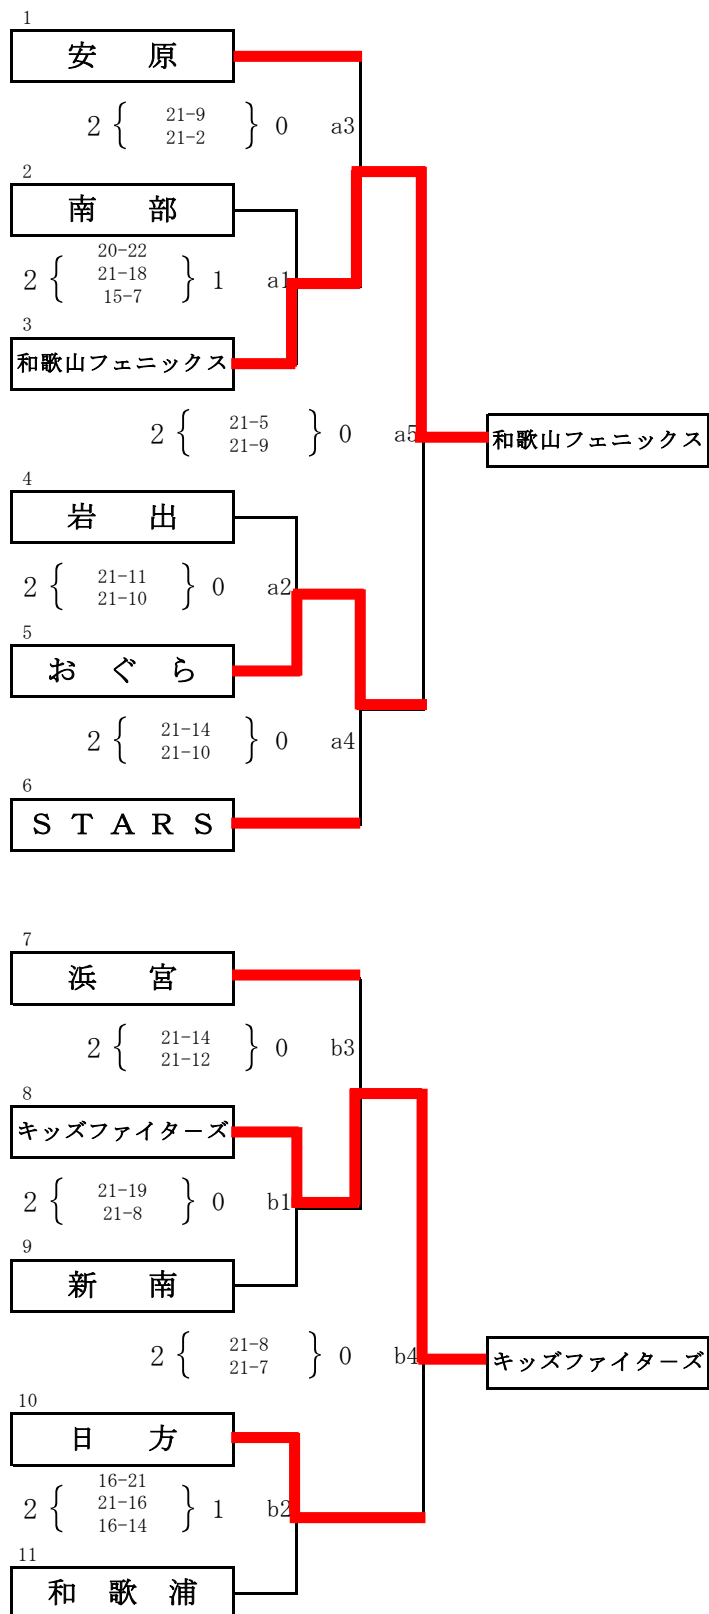 1
安 原
2 { 21-9 } 0 a3
21-2
2
南 部
20-22
2 { 21-18 } 1 a1
15-7
3
和歌山フェニックス
2 { 21-5 } 0 a5
21-9
和歌山フェニックス
4
岩 出
2 { 21-11 } 0 a2
21-10
5
お ぐ ら
2 { 21-14 } 0 a4
21-10
6
S T A R S
7
浜 宮
2 { 21-14 } 0 b3
21-12
8
キッズファイターズ
2 { 21-19 } 0 b1
21-8
9
新 南
2 { 21-8 } 0 b4
21-7
キッズファイターズ
10
日 方
16-21
2 { 21-16 } 1 b2
16-14
11
和 歌 浦